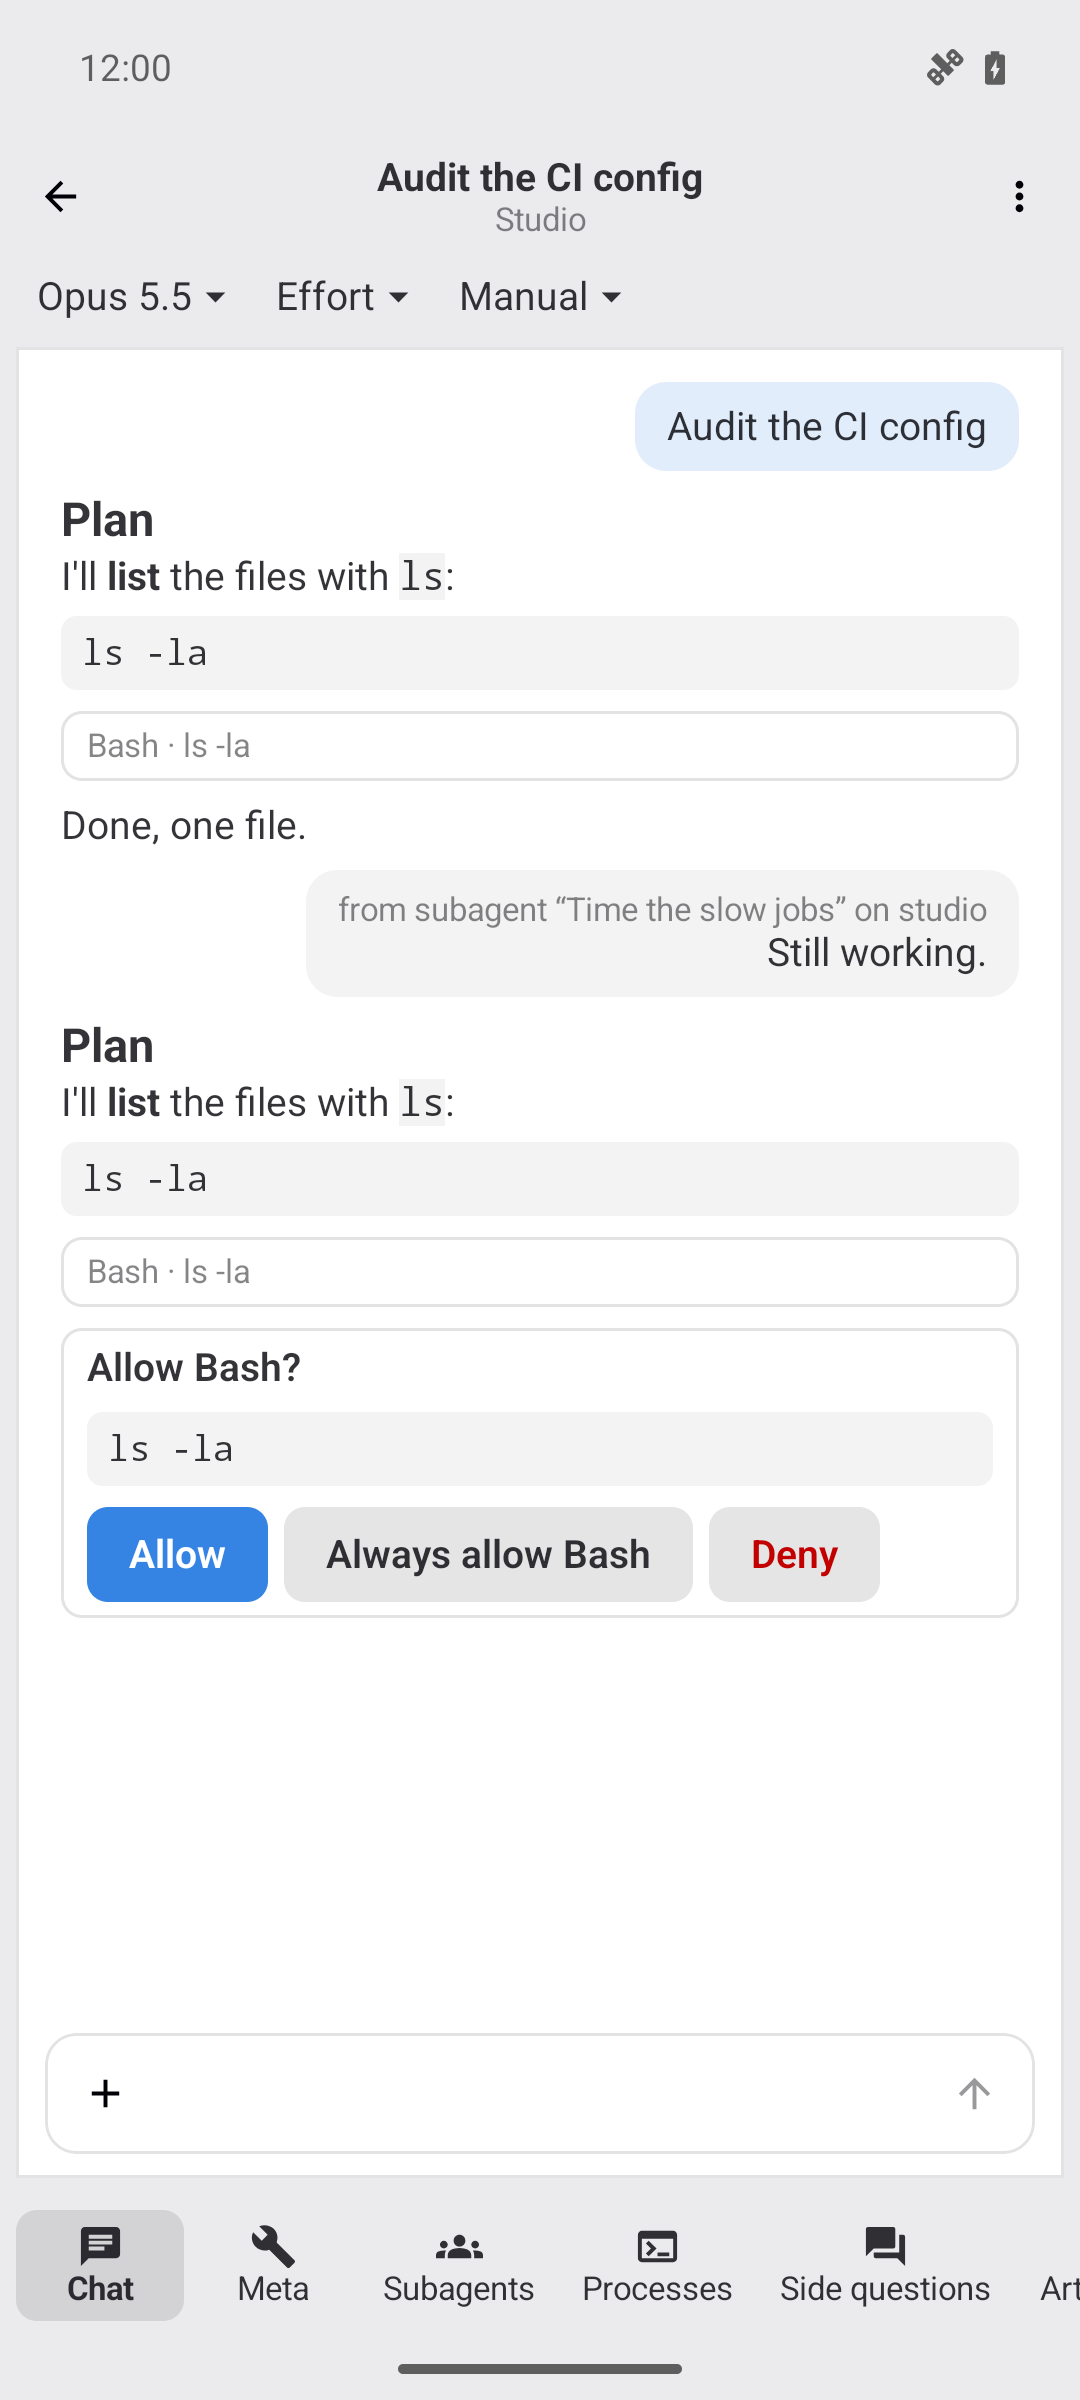 12:00
Audit the CI config
Studio
Opus 5.5 Effort Manual
Audit the CI config
Plan
I'll list the files with ls:
ls -la
Bash · ls -la
Done, one file.
from subagent “Time the slow jobs” on studio
Still working.
Plan
I'll list the files with ls:
ls -la
Bash · ls -la
Allow Bash?
ls -la
Allow Always allow Bash Deny
Chat Meta Subagents Processes Side questions Art